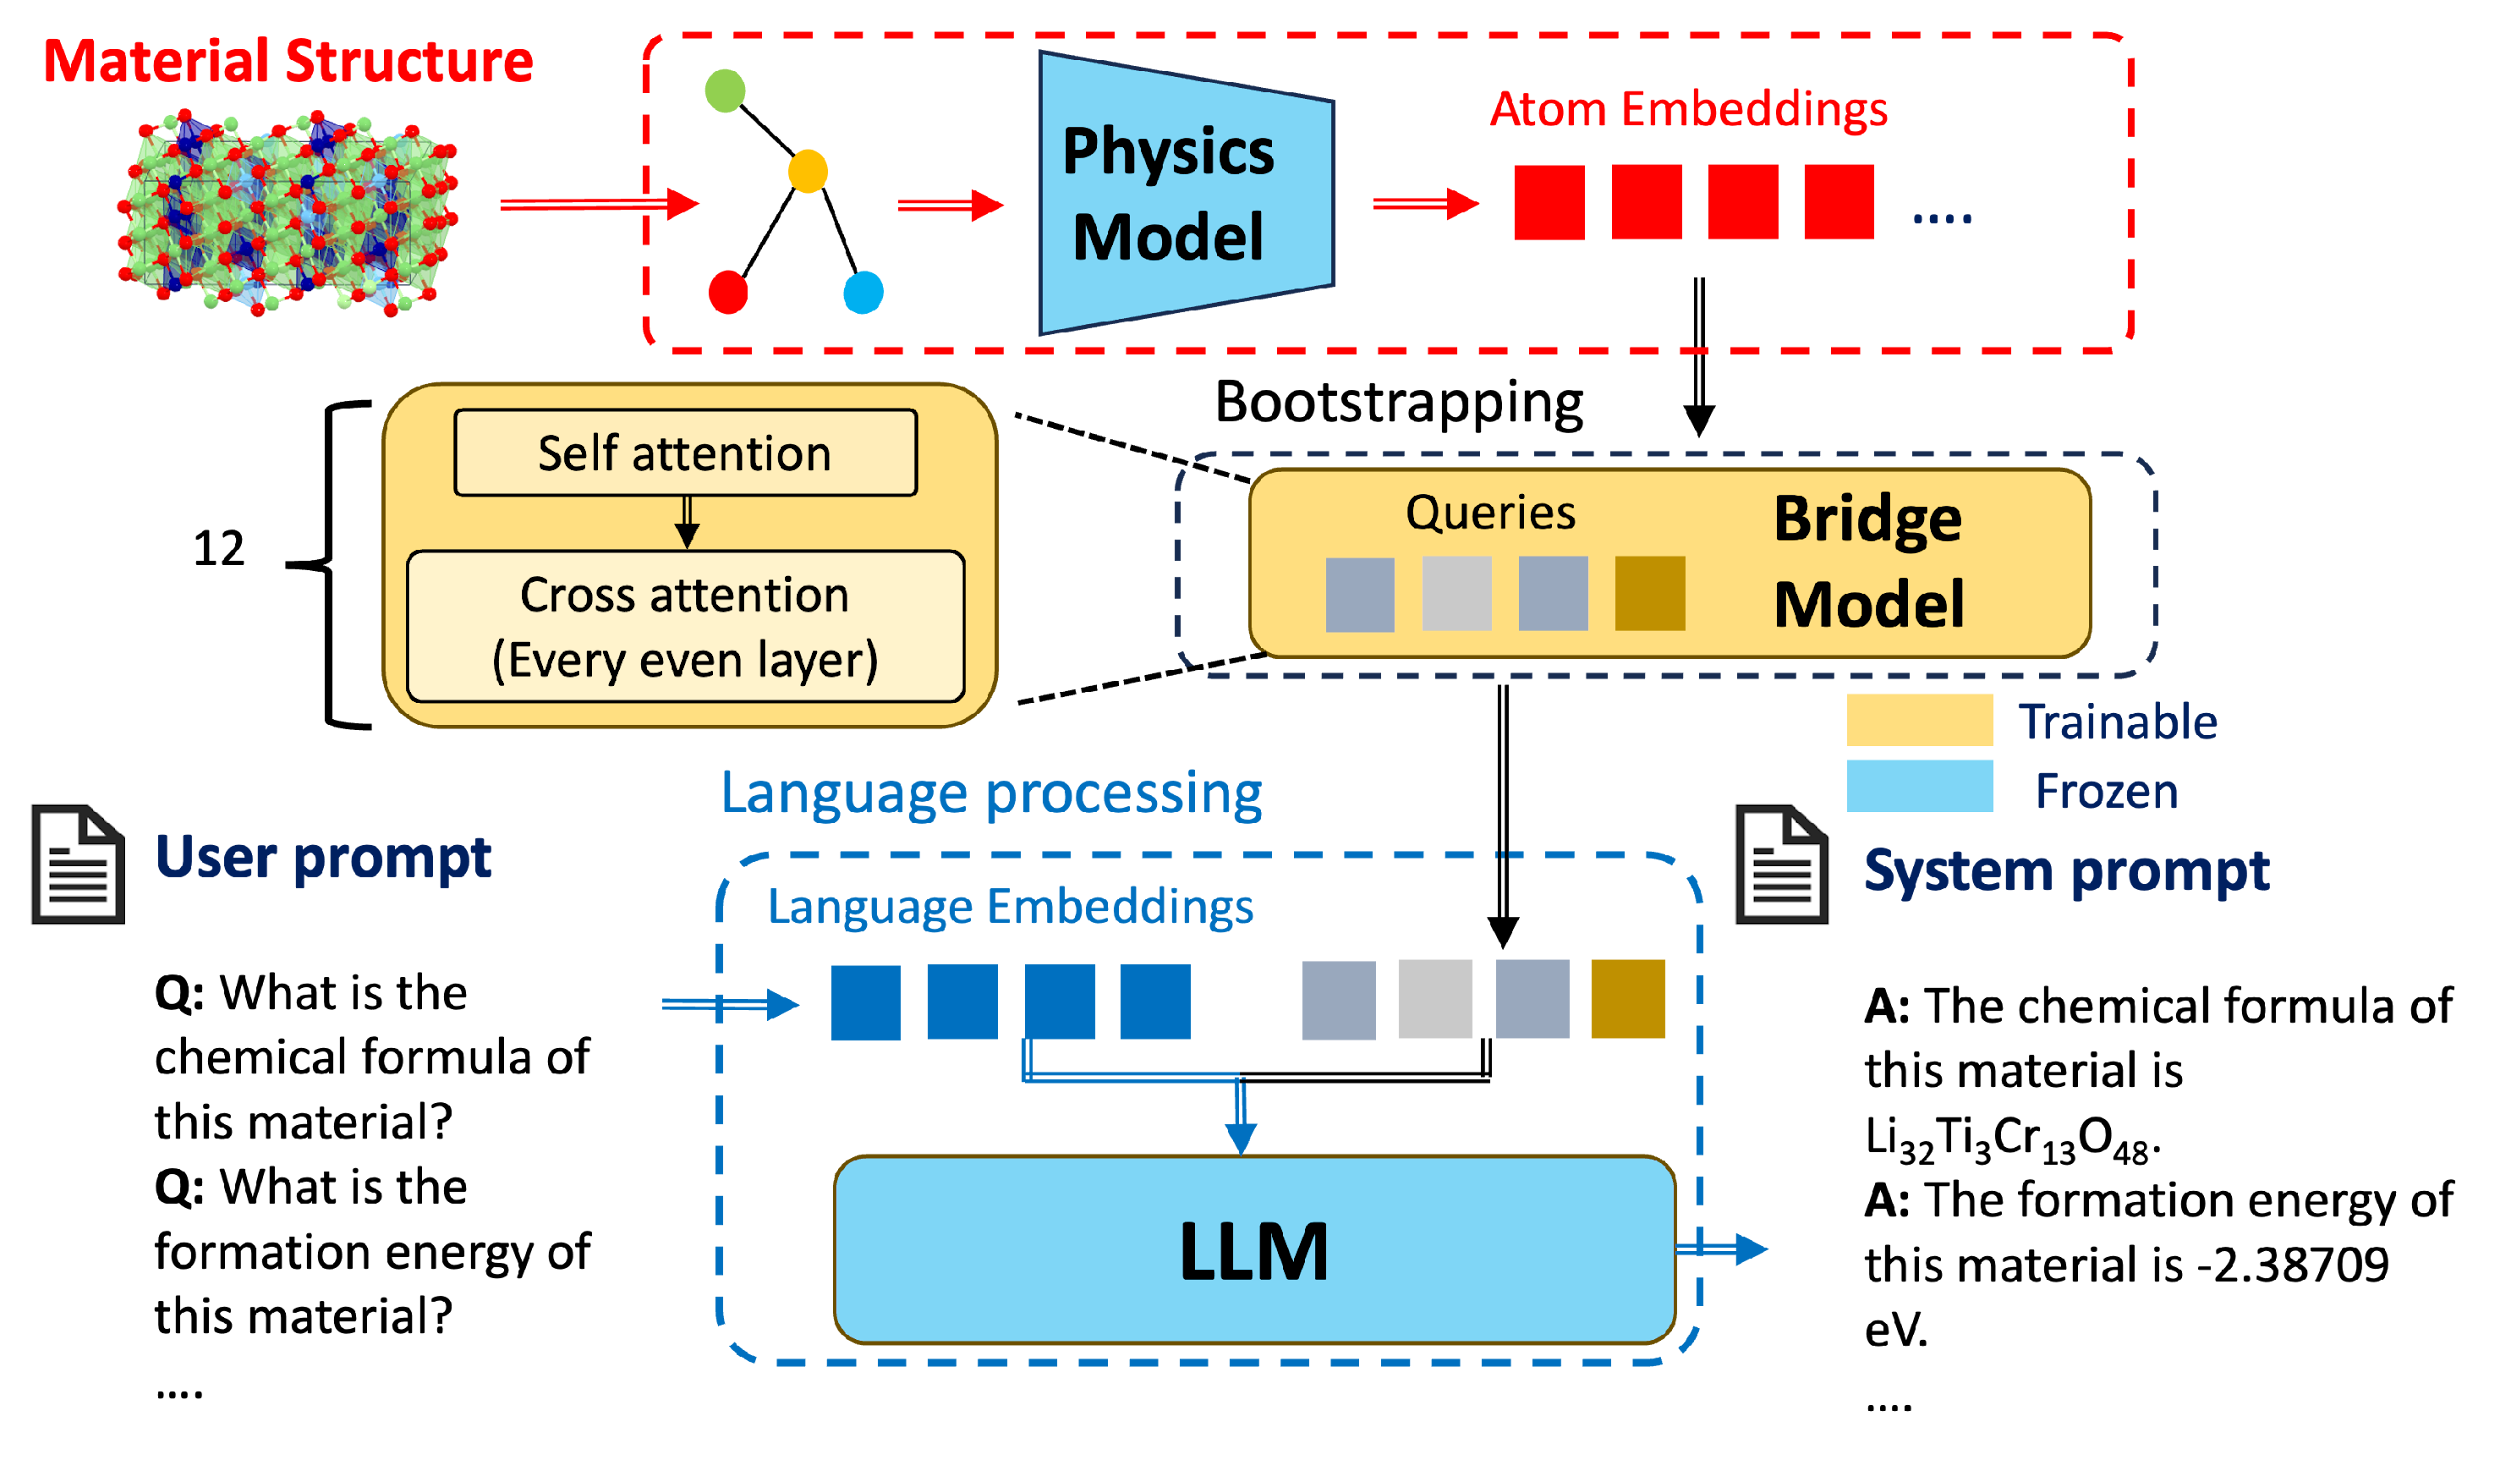 Material Structure
Physics
Model
Atom Embeddings
....
Bootstrapping
12
Self attention
Cross attention
(Every even layer)
Queries
Bridge
Model
Trainable
Frozen
Language processing
User prompt
Q: What is the
chemical formula of
this material?
Q: What is the
formation energy of
this material?
....
Language Embeddings
LLM
System prompt
A: The chemical formula of
this material is
Li₃₂Ti₃Cr₁₃O₄₈.
A: The formation energy of
this material is -2.38709
eV.
....